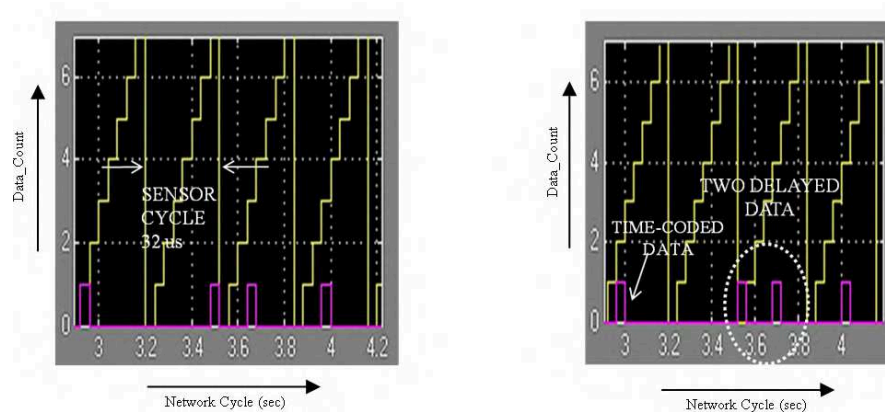 6
4
2
0
3
3.2
3.4
3.6
3.8
4
4.2
Data_Count
Network Cycle (sec)
SENSOR
CYCLE
32 us
6
4
2
0
3
3.2
3.4
3.6
3.8
4
Data_Count
Network Cycle (sec)
TWO DELAYED
DATA
TIME-CODED
DATA